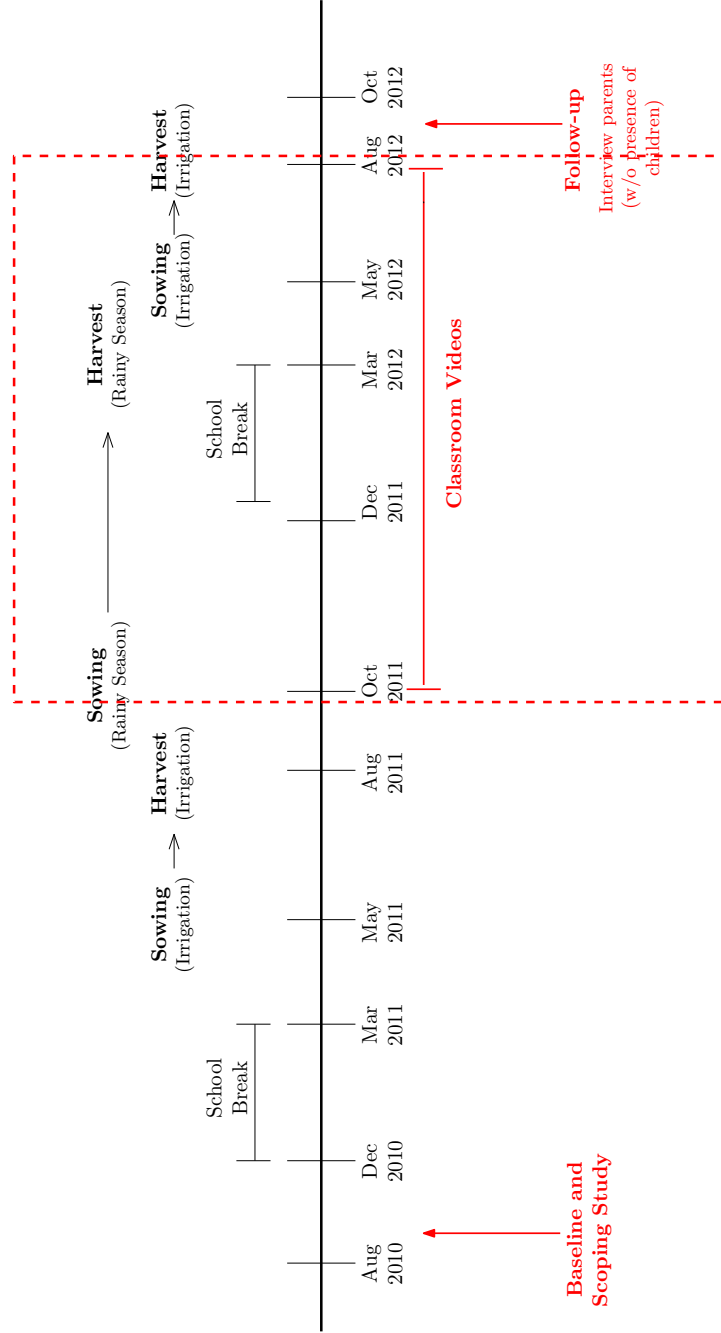 Sowing
(Rainy Season)
Harvest
(Rainy Season)
Sowing
(Irrigation)
Harvest
(Irrigation)
Sowing
(Irrigation)
Harvest
(Irrigation)
School
Break
School
Break
Aug
2010
Dec
2010
Mar
2011
May
2011
Aug
2011
Oct
2011
Dec
2011
Mar
2012
May
2012
Aug
2012
Oct
2012
Classroom Videos
Baseline and
Scoping Study
Follow-up
Interview parents
(w/o presence of
children)